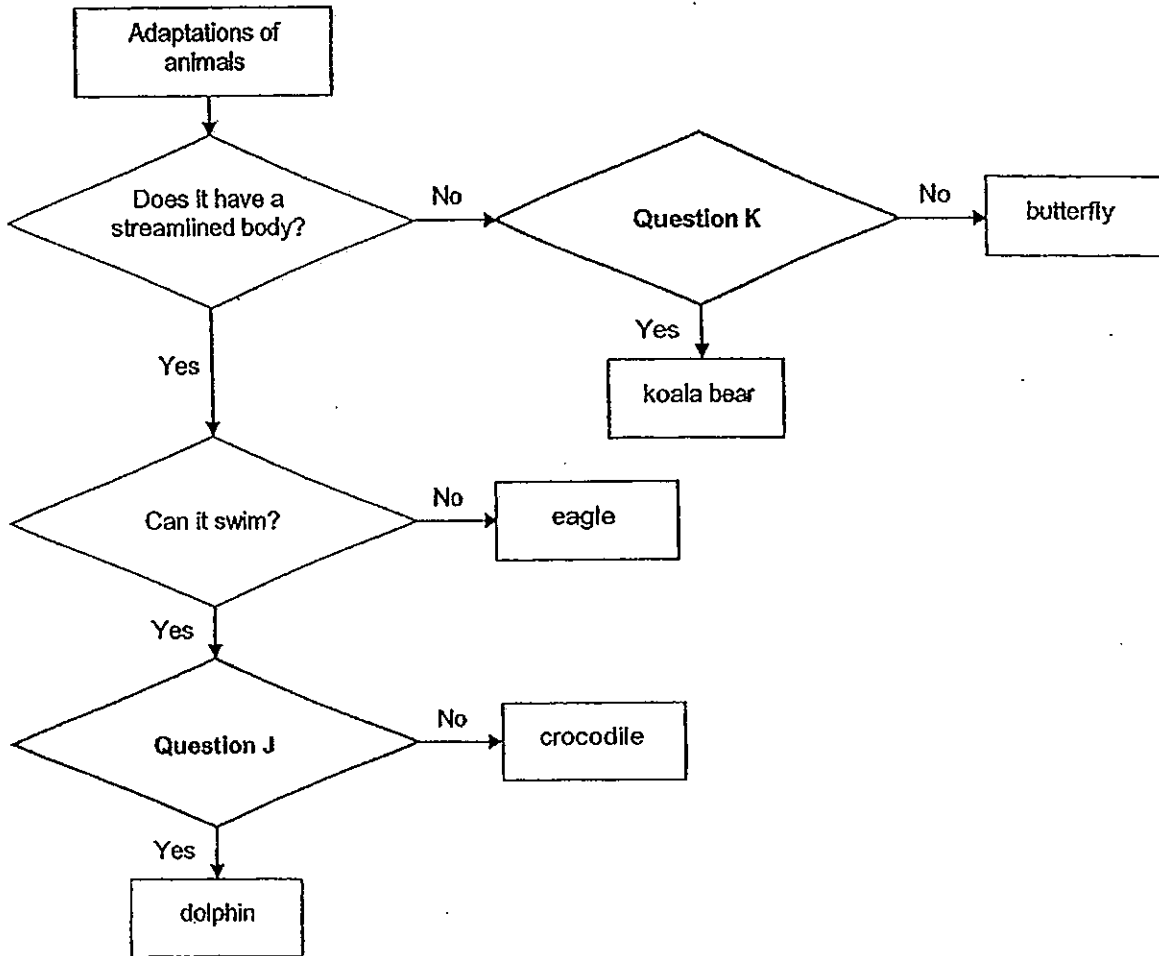 Adaptations of
animals
Does it have a
streamlined body?
No
Question K
No
butterfly
Yes
koala bear
Yes
Can it swim?
No
eagle
Yes
Question J
No
crocodile
Yes
dolphin